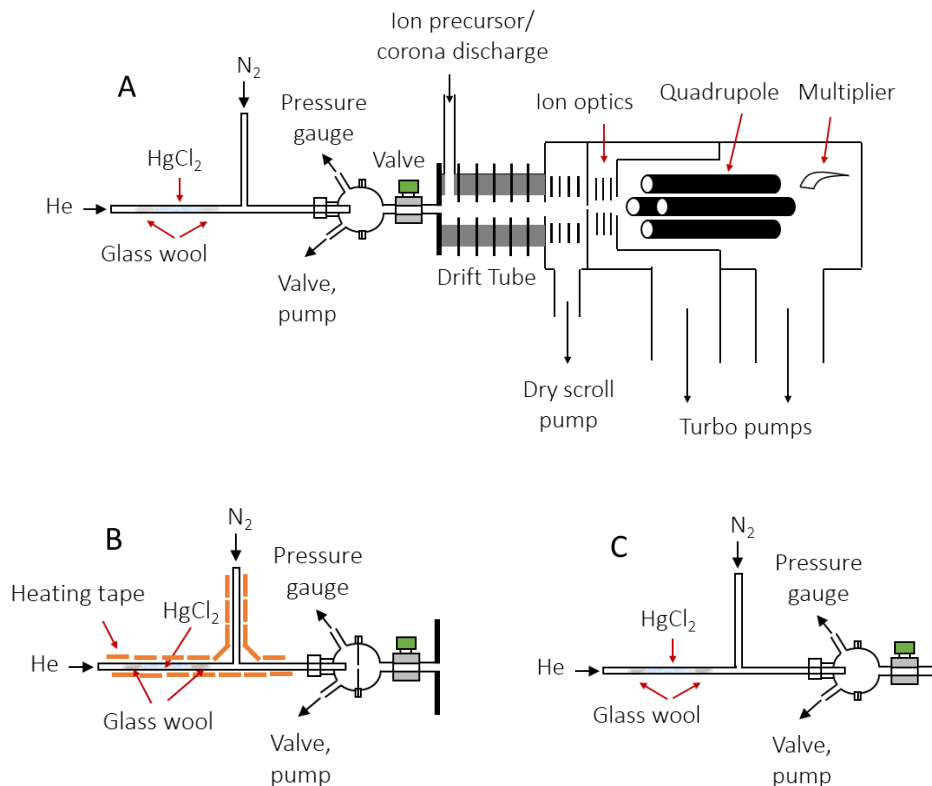 Ion precursor/
corona discharge
A
N2
Pressure
gauge
Ion optics
Quadrupole
Multiplier
HgCl2
Valve
He
Glass wool
Valve,
pump
Drift Tube
Dry scroll
pump
Turbo pumps
B
N2
Pressure
gauge
Heating tape
HgCl2
He
Glass wool
Valve,
pump
C
N2
Pressure
gauge
HgCl2
He
Glass wool
Valve,
pump